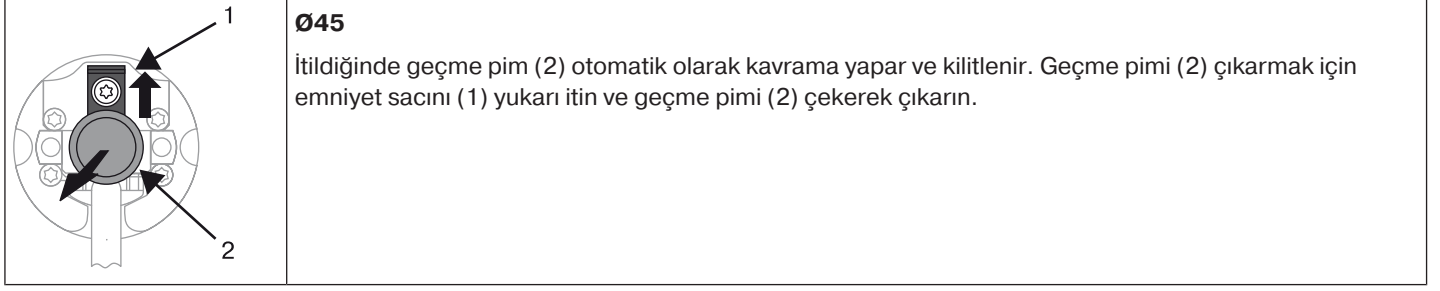 1
2
Ø45
İtildiğinde geçme pim (2) otomatik olarak kavrama yapar ve kilitlenir. Geçme pimi (2) çıkarmak için
emniyet sacını (1) yukarı itin ve geçme pimi (2) çekerek çıkarın.